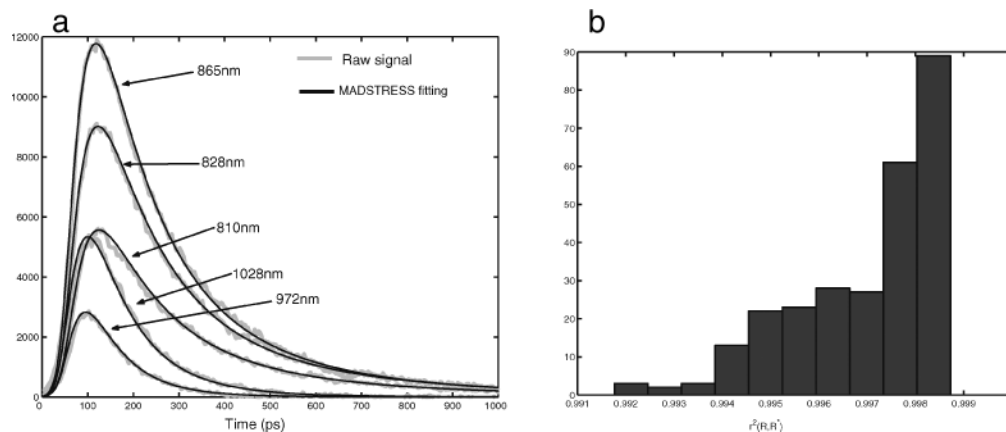 a
12000
10000
8000
6000
4000
2000
0
0 100 200 300 400 500 600 700 800 900 1000
Time (ps)
Raw signal
MADSTRESS fitting
865nm
828nm
810nm
1028nm
972nm
b
90
80
70
60
50
40
30
20
10
0
0.991 0.992 0.993 0.994 0.995 0.996 0.997 0.998 0.999
r²(R,R*)